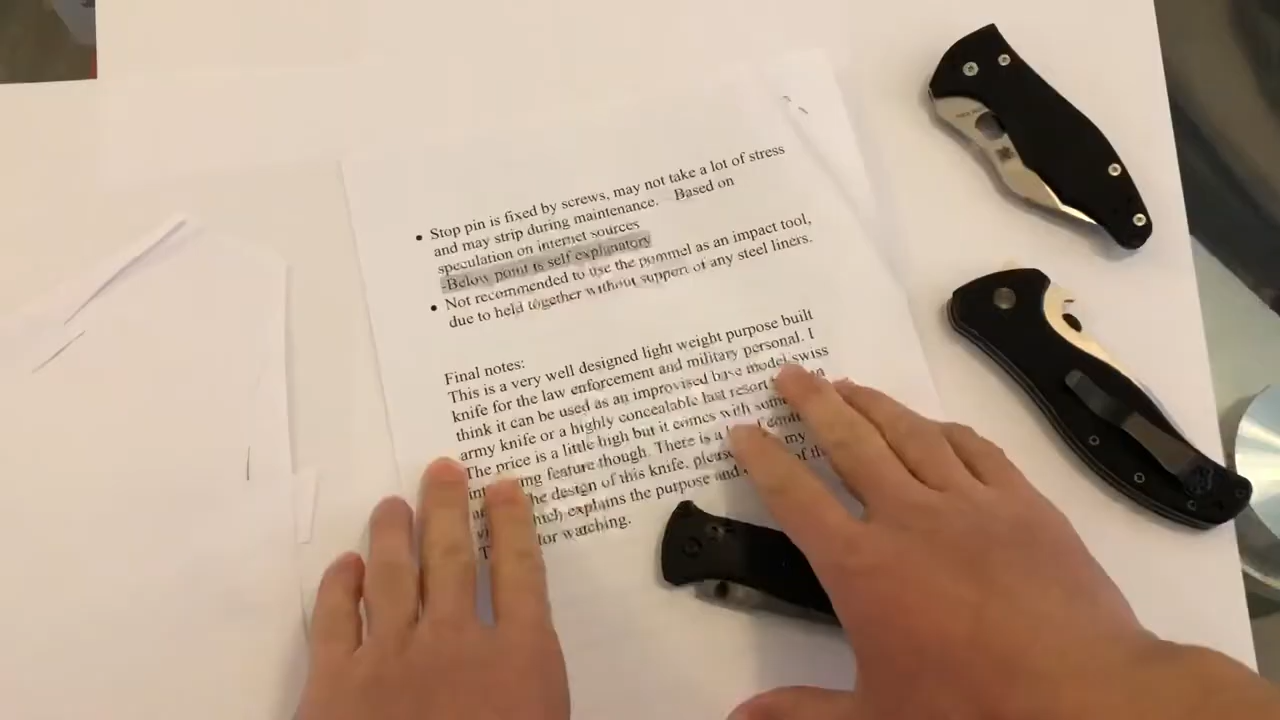 Stop pin is fixed by screws, may not take a lot of stress
and may strip during maintenance. Based on
speculation on internet sources
-Below point is self explanatory
Not recommended to use the pommel as an impact tool,
due to held together without support of any steel liners.
Final notes:
This is a very well designed light weight purpose built
knife for the law enforcement and military personal. I
think it can be used as an improvised base model swiss
army knife or a highly concealable last resort
The price is a little high but it comes with
feature though. There is a
he design of this knife, my
hich explains the purpose and of the
for watching.